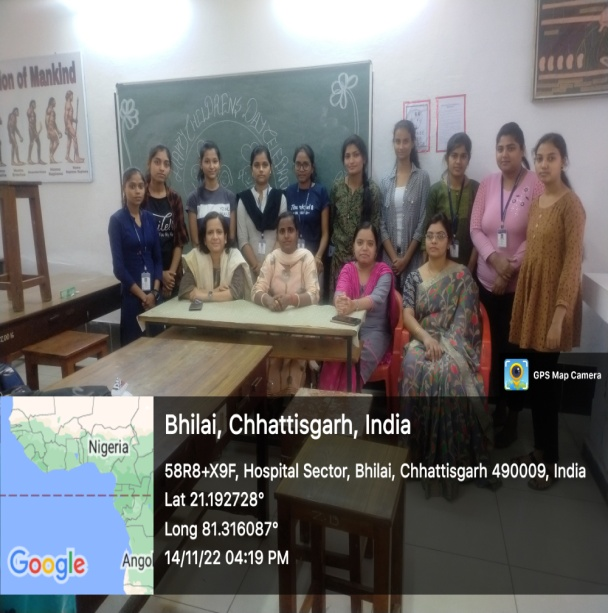 ion of Mankind
HAPPY CHILDREN'S DAY
GPS Map Camera
Bhilai, Chhattisgarh, India
58R8+X9F, Hospital Sector, Bhilai, Chhattisgarh 490009, India
Lat 21.192728°
Long 81.316087°
14/11/22 04:19 PM
Nigeria
Ango
Google